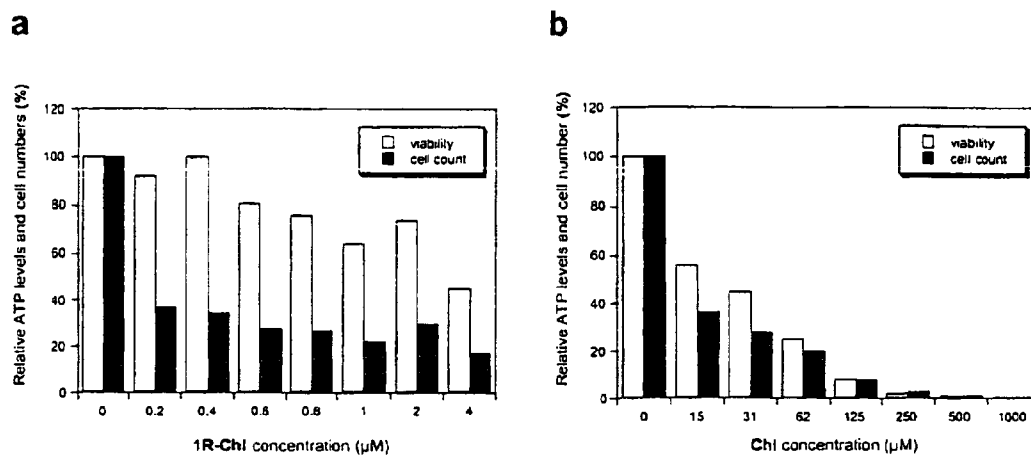 a
b
Relative ATP levels and cell numbers (%)
120
100
80
60
40
20
0
viability
cell count
0 0.2 0.4 0.6 0.8 1 2 4
1R-Chl concentration (µM)
Relative ATP levels and cell number (%)
120
100
80
60
40
20
0
viability
cell count
0 15 31 62 125 250 500 1000
Chl concentration (µM)